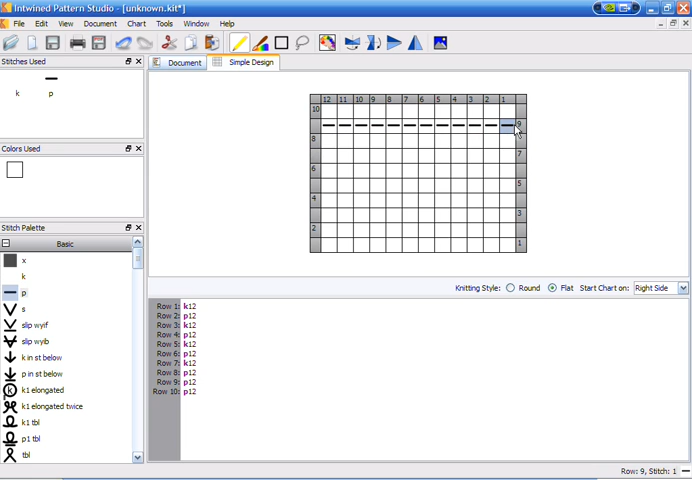 Intwined Pattern Studio - [unknown.kit*]
File Edit View Document Chart Tools Window Help
Stitches Used
k p
Colors Used
Stitch Palette
Basic
x
k
p
s
slip wyif
slip wyib
k in st below
p in st below
k1 elongated
k1 elongated twice
k1 tbl
p1 tbl
tbl
Document Simple Design
12 11 10 9 8 7 6 5 4 3 2 1
10
9
8
7
6
5
4
3
2
1
Knitting Style: Round Flat Start Chart on: Right Side
Row 1: k12
Row 2: p12
Row 3: k12
Row 4: p12
Row 5: k12
Row 6: p12
Row 7: k12
Row 8: p12
Row 9: p12
Row 10: p12
Row: 9, Stitch: 1